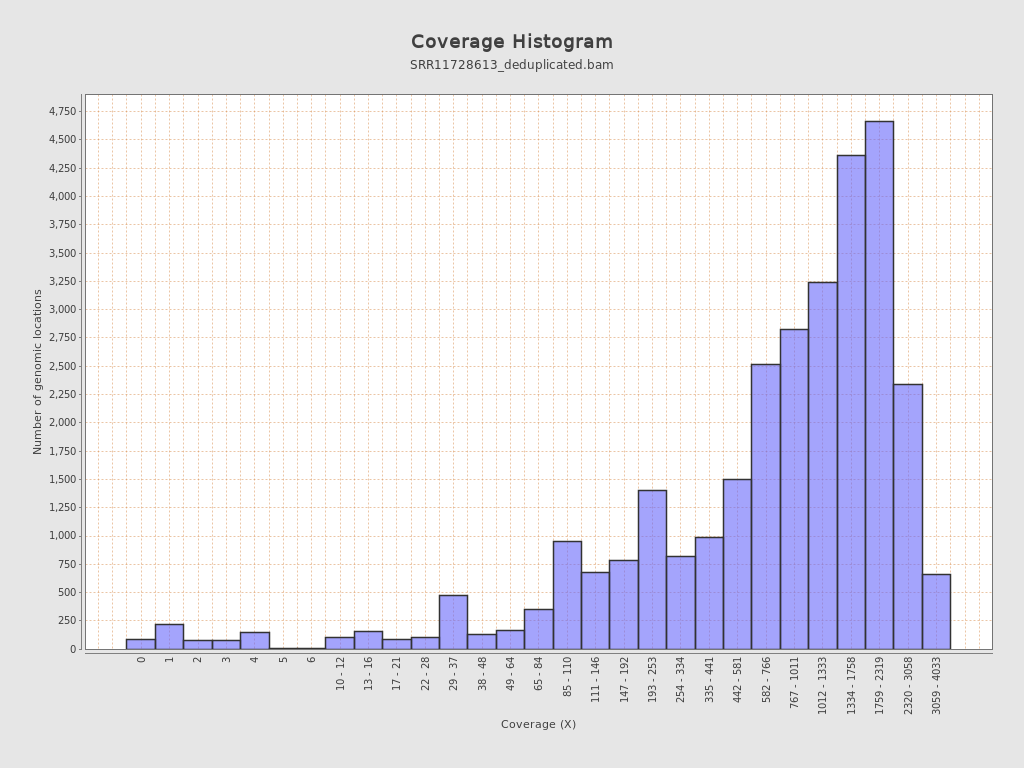 Coverage Histogram
SRR11728613_deduplicated.bam
Number of genomic locations
4,750
4,500
4,250
4,000
3,750
3,500
3,250
3,000
2,750
2,500
2,250
2,000
1,750
1,500
1,250
1,000
750
500
250
0
0
1
2
3
4
5
6
10 - 12
13 - 16
17 - 21
22 - 28
29 - 37
38 - 48
49 - 64
65 - 84
85 - 110
111 - 146
147 - 192
193 - 253
254 - 334
335 - 441
442 - 581
582 - 766
767 - 1011
1012 - 1333
1334 - 1758
1759 - 2319
2320 - 3058
3059 - 4033
Coverage (X)